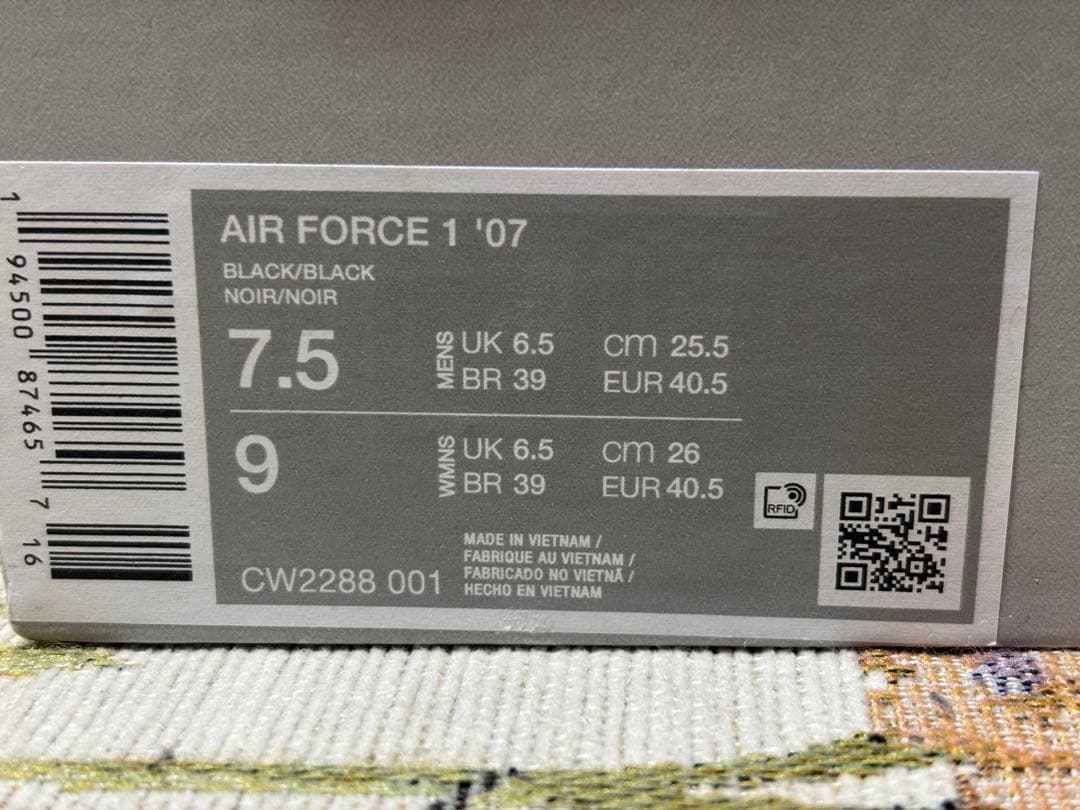 AIR FORCE 1 '07
BLACK/BLACK
NOIR/NOIR
7.5 MENS UK 6.5 cm 25.5
BR 39 EUR 40.5
9 WMNS UK 6.5 cm 26
BR 39 EUR 40.5
RFID
CW2288 001
MADE IN VIETNAM /
FABRIQUE AU VIETNAM /
FABRICADO NO VIETNÃ /
HECHO EN VIETNAM
1 94500 87465 7 16